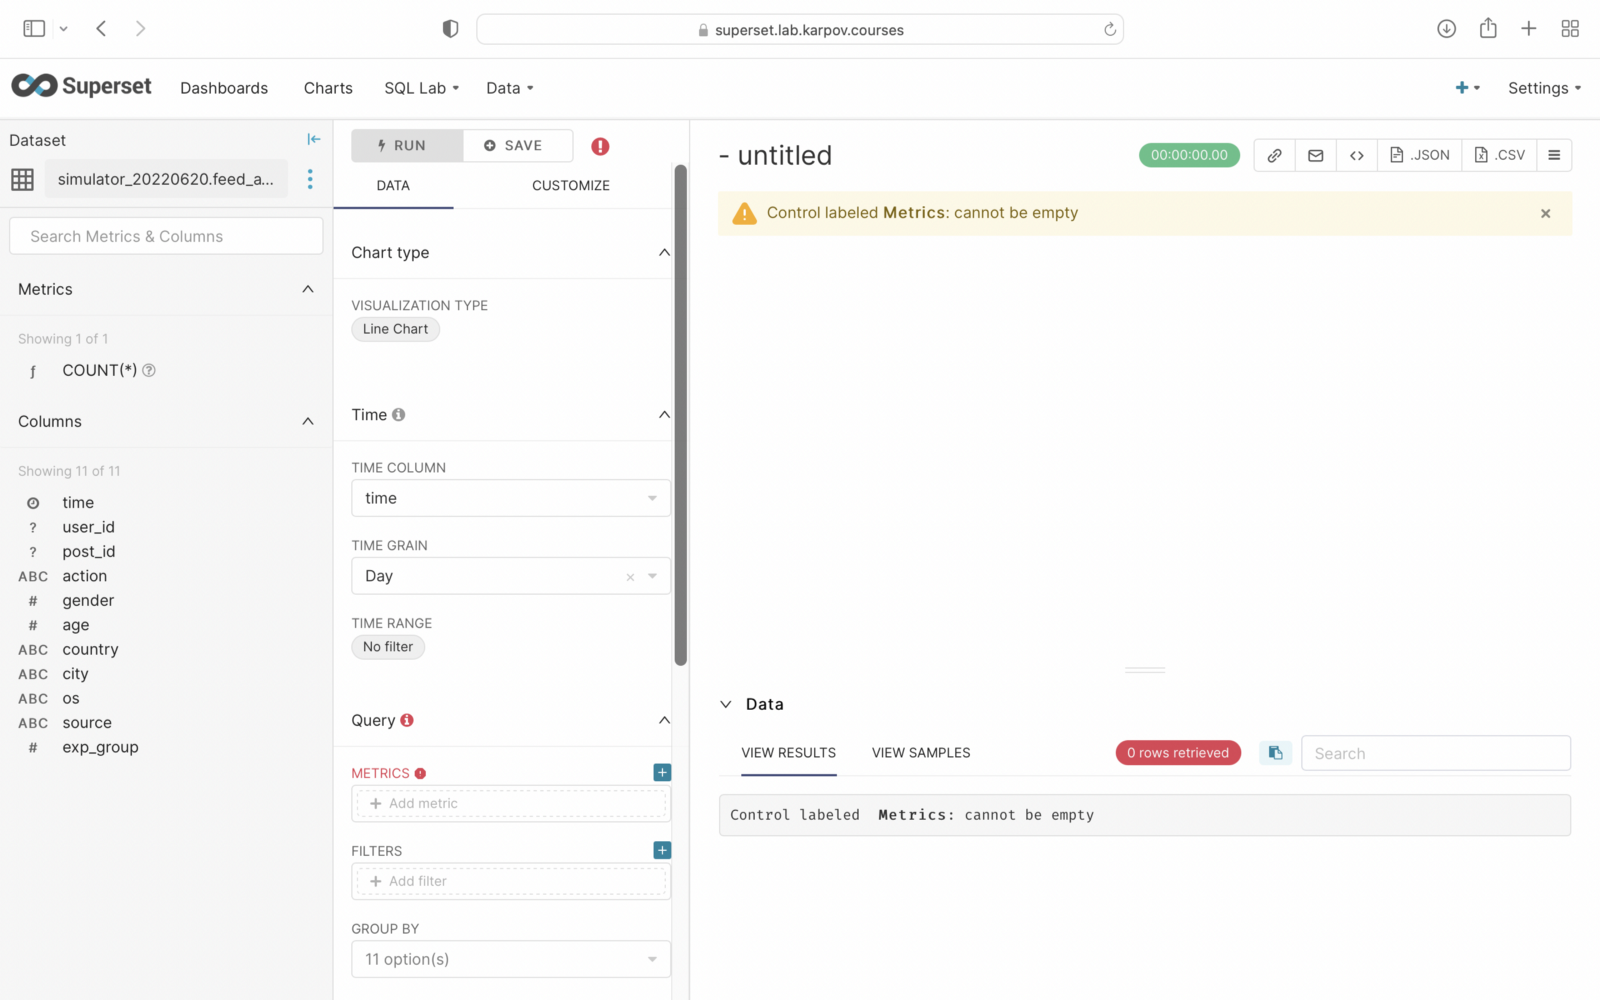 superset.lab.karpov.courses
Superset
Dashboards
Charts
SQL Lab
Data
Settings
Dataset
simulator_20220620.feed_a...
Search Metrics & Columns
Metrics
Showing 1 of 1
ƒ COUNT(*) ?
Columns
Showing 11 of 11
time
? user_id
? post_id
ABC action
# gender
# age
ABC country
ABC city
ABC os
ABC source
# exp_group
RUN
SAVE
DATA
CUSTOMIZE
Chart type
VISUALIZATION TYPE
Line Chart
Time
TIME COLUMN
time
TIME GRAIN
Day
TIME RANGE
No filter
Query
METRICS
+ Add metric
FILTERS
+ Add filter
GROUP BY
11 option(s)
- untitled
00:00:00.00
.JSON
.CSV
Control labeled Metrics: cannot be empty
Data
VIEW RESULTS
VIEW SAMPLES
0 rows retrieved
Search
Control labeled Metrics: cannot be empty